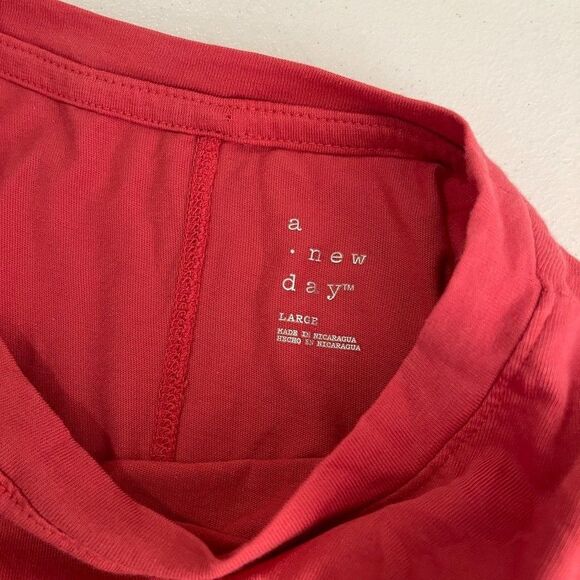 a
· new
day™
LARGE
MADE IN NICARAGUA
HECHO EN NICARAGUA